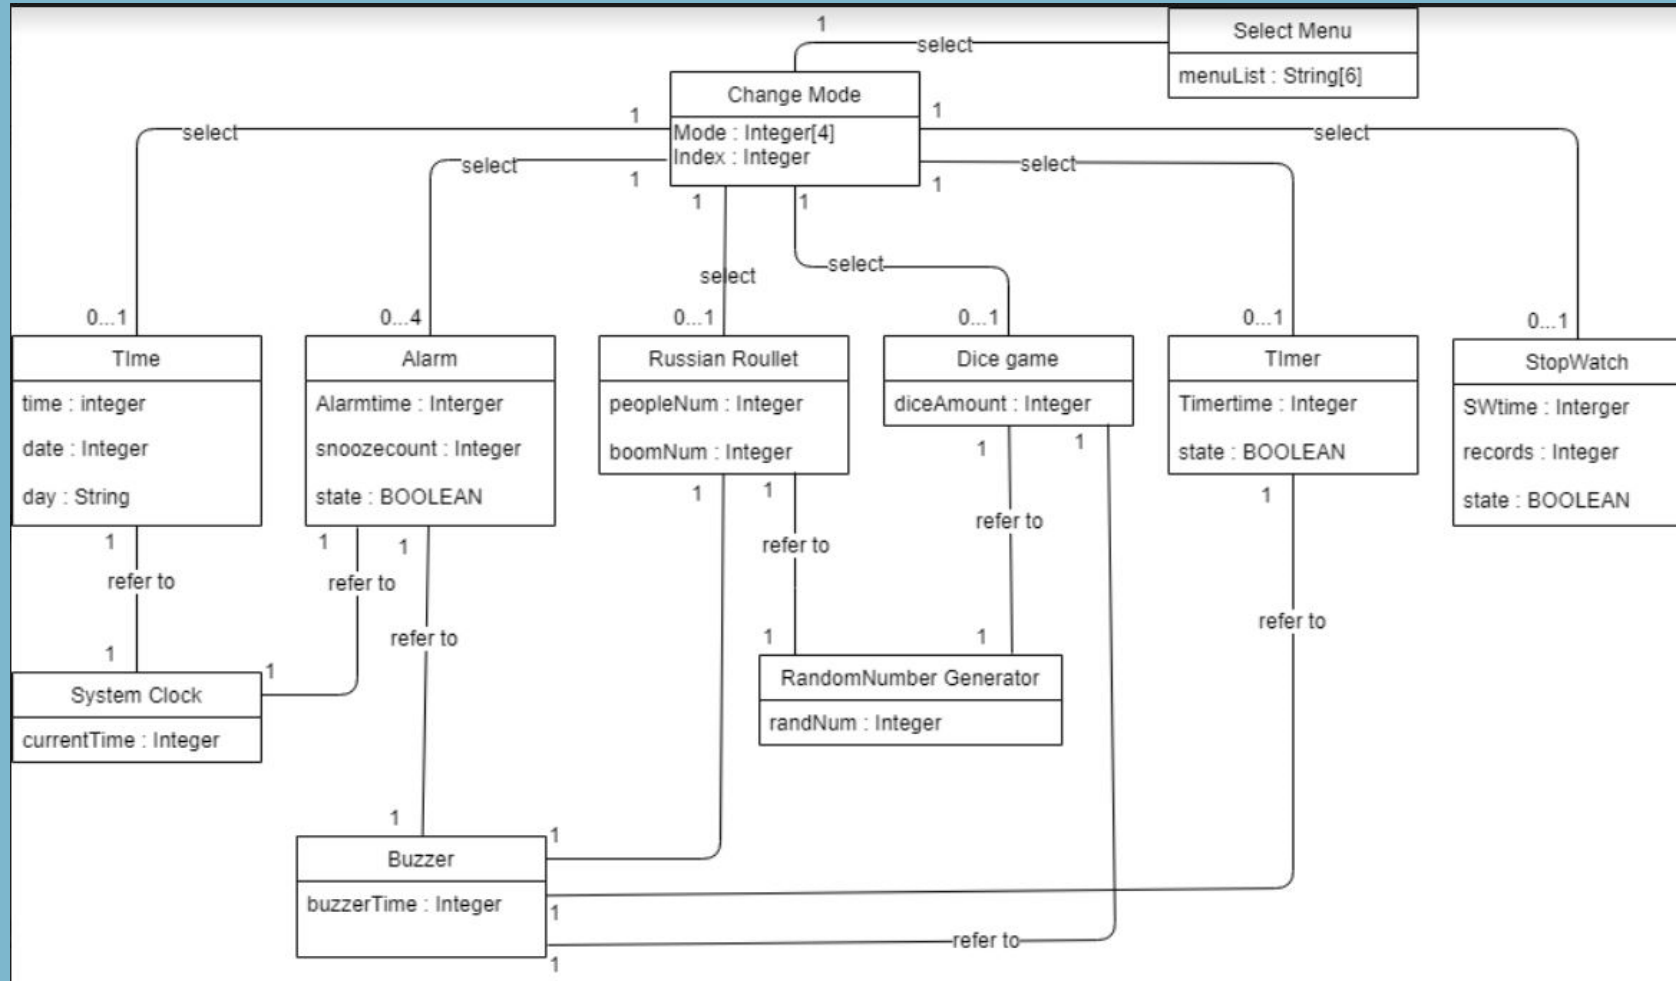 1
select
Select Menu
menuList : String[6]
Change Mode
Mode : Integer[4]
Index : Integer
1
select
1
select
1
select
1
select
1
select
1
select
0...1
0...4
0...1
0...1
0...1
0...1
TIme
time : integer
date : Integer
day : String
Alarm
Alarmtime : Interger
snoozecount : Integer
state : BOOLEAN
Russian Roullet
peopleNum : Integer
boomNum : Integer
Dice game
diceAmount : Integer
TImer
Timertime : Integer
state : BOOLEAN
StopWatch
SWtime : Interger
records : Integer
state : BOOLEAN
1
refer to
1
1
refer to
1
1
refer to
1
1
1
refer to
1
1
refer to
1
1
1
refer to
System Clock
currentTime : Integer
RandomNumber Generator
randNum : Integer
Buzzer
buzzerTime : Integer
1
1
refer to
1